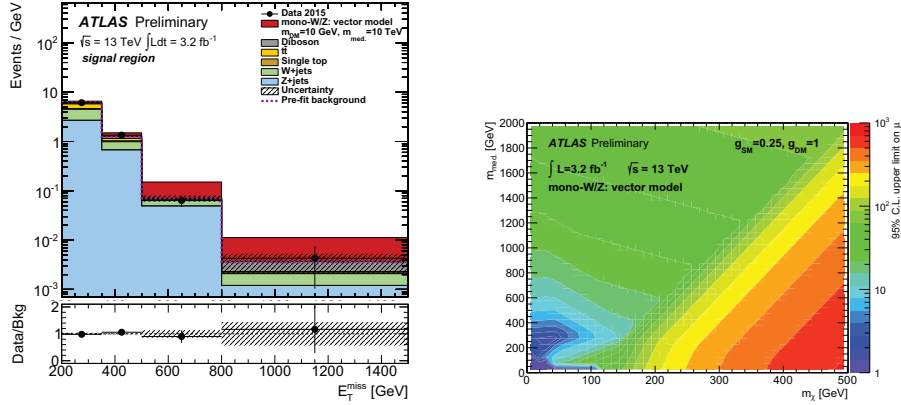 ATLAS Preliminary
√s = 13 TeV ∫Ldt = 3.2 fb⁻¹
signal region
Data 2015
mono-W/Z: vector model
m_DM=10 GeV, m_med.=10 TeV
Diboson
tt̄
Single top
W+jets
Z+jets
Uncertainty
Pre-fit background
Events / GeV
10²
10
1
10⁻¹
10⁻²
10⁻³
Data/Bkg
2
1
0
200 400 600 800 1000 1200 1400
E_T^miss [GeV]
m_med. [GeV]
2000
1800
1600
1400
1200
1000
800
600
400
200
0
ATLAS Preliminary
g_SM=0.25, g_DM=1
∫ L=3.2 fb⁻¹ √s = 13 TeV
mono-W/Z: vector model
0 100 200 300 400 500
m_χ [GeV]
10³
10²
10
1
95% C.L. upper limit on μ